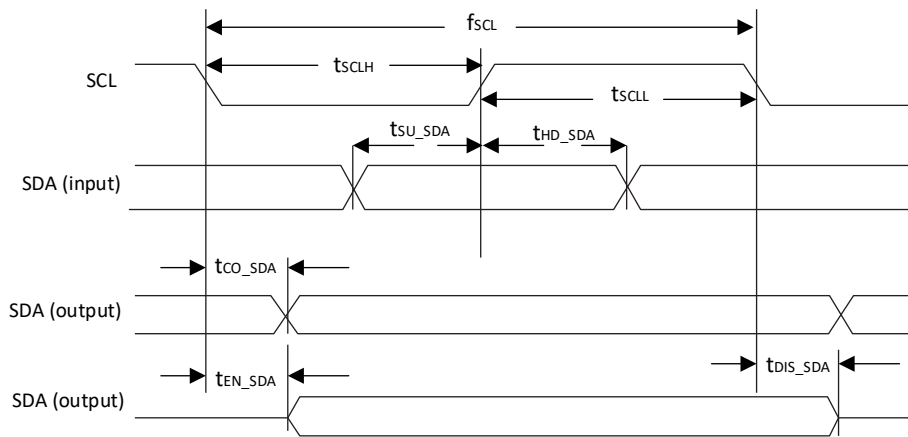 fSCL
tSCLH
SCL
tSCLL
tSU_SDA
tHD_SDA
SDA (input)
tCO_SDA
SDA (output)
tEN_SDA
tDIS_SDA
SDA (output)